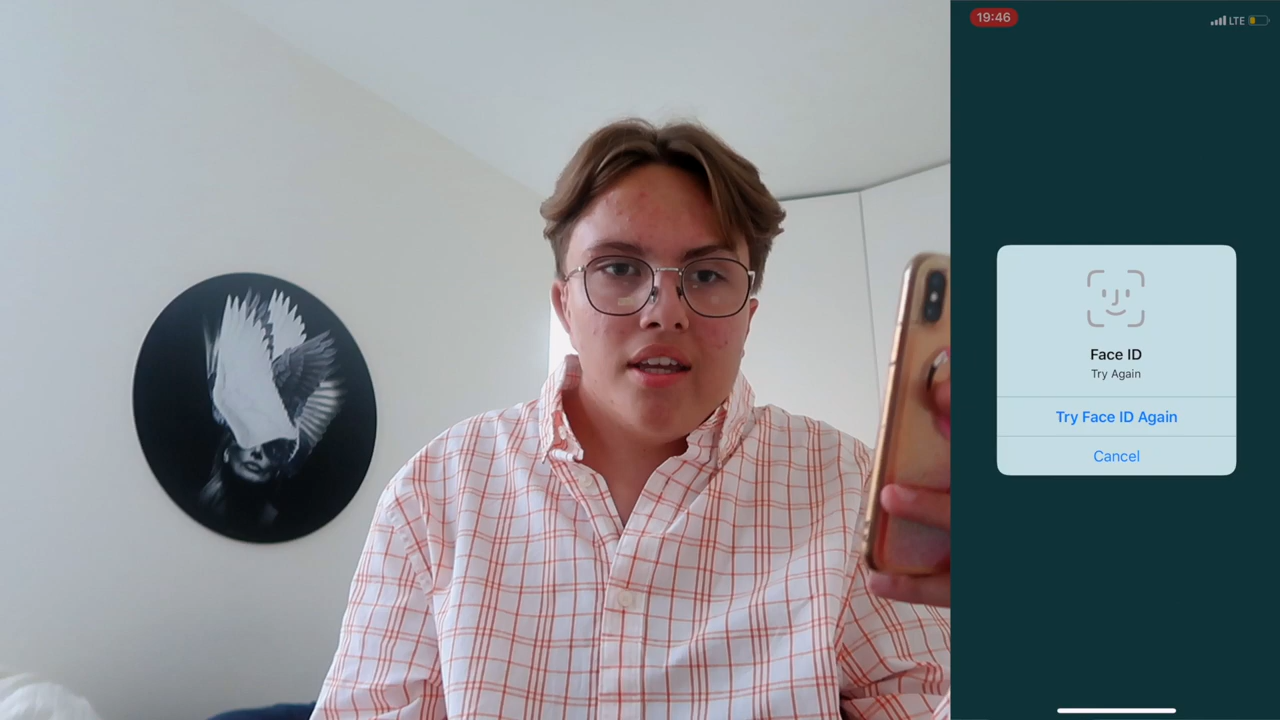 19:46
LTE
Face ID
Try Again
Try Face ID Again
Cancel